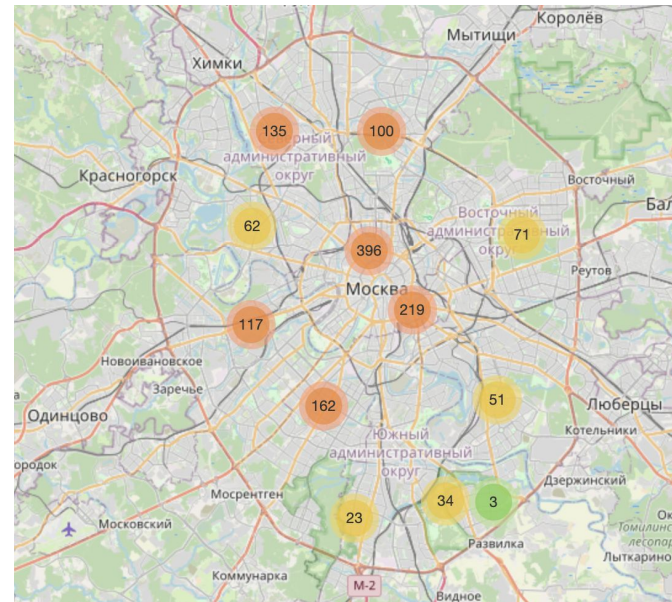 Королёв
Мытищи
Химки
135
100
административный
округ
Красногорск
Восточный
Восточный
административный
округ
Бал
62
71
396
Реутов
Москва
219
117
Новоивановское
Заречье
162
51
Люберцы
Одинцово
Котельники
Южный
административный
округ
ородок
Мосрентген
Дзержинский
34
3
23
Московский
Развилка
Ок
Томилинс
лесопар
Лыткарино
Коммунарка
М-2
Видное